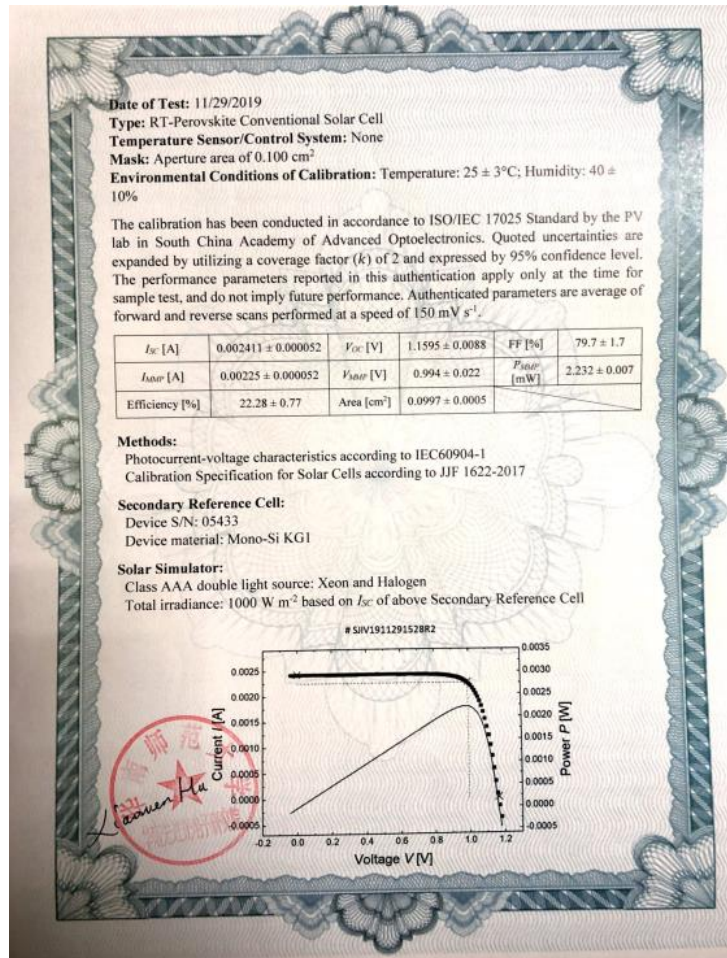 Date of Test: 11/29/2019
Type: RT-Perovskite Conventional Solar Cell
Temperature Sensor/Control System: None
Mask: Aperture area of 0.100 cm²
Environmental Conditions of Calibration: Temperature: 25 ± 3°C; Humidity: 40 ±
10%
The calibration has been conducted in accordance to ISO/IEC 17025 Standard by the PV
lab in South China Academy of Advanced Optoelectronics. Quoted uncertainties are
expanded by utilizing a coverage factor (k) of 2 and expressed by 95% confidence level.
The performance parameters reported in this authentication apply only at the time for
sample test, and do not imply future performance. Authenticated parameters are average of
forward and reverse scans performed at a speed of 150 mV s⁻¹.
I_SC [A] 0.002411 ± 0.000052 V_OC [V] 1.1595 ± 0.0088 FF [%] 79.7 ± 1.7
I_MMP [A] 0.00225 ± 0.000052 V_MMP [V] 0.994 ± 0.022 P_MMP [mW] 2.232 ± 0.007
Efficiency [%] 22.28 ± 0.77 Area [cm²] 0.0997 ± 0.0005
Methods:
Photocurrent-voltage characteristics according to IEC60904-1
Calibration Specification for Solar Cells according to JJF 1622-2017
Secondary Reference Cell:
Device S/N: 05433
Device material: Mono-Si KG1
Solar Simulator:
Class AAA double light source: Xeon and Halogen
Total irradiance: 1000 W m⁻² based on I_SC of above Secondary Reference Cell
# SJIV1911291528R2
Current I [A]
0.0025
0.0020
0.0015
0.0010
0.0005
0.0000
-0.0005
0.0035
0.0030
0.0025
0.0020
0.0015
0.0010
0.0005
0.0000
-0.0005
Power P [W]
-0.2 0.0 0.2 0.4 0.6 0.8 1.0 1.2
Voltage V [V]
师范大学